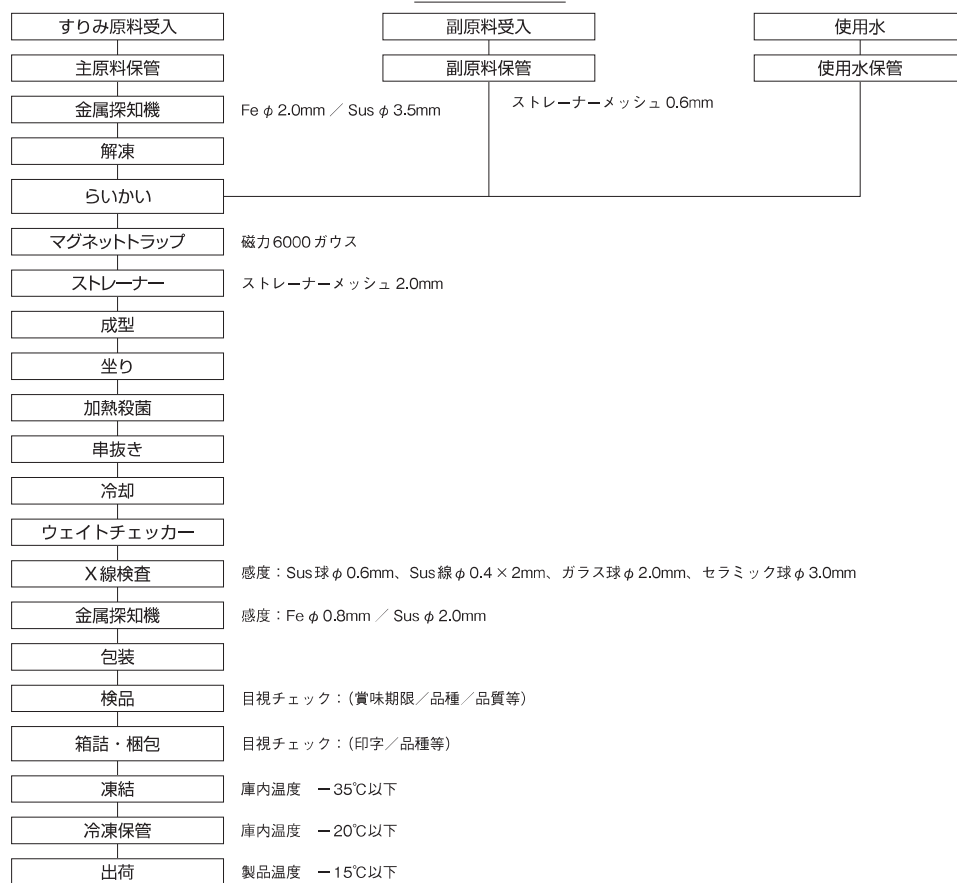 すりみ原料受入
副原料受入
使用水
主原料保管
副原料保管
使用水保管
金属探知機
Fe φ 2.0mm ／ Sus φ 3.5mm
ストレーナーメッシュ 0.6mm
解凍
らいかい
マグネットトラップ
磁力6000ガウス
ストレーナー
ストレーナーメッシュ 2.0mm
成型
坐り
加熱殺菌
串抜き
冷却
ウェイトチェッカー
X線検査
感度：Sus球φ0.6mm、Sus線φ0.4×2mm、ガラス球φ2.0mm、セラミック球φ3.0mm
金属探知機
感度：Fe φ 0.8mm ／ Sus φ 2.0mm
包装
検品
目視チェック：（賞味期限／品種／品質等）
箱詰・梱包
目視チェック：（印字／品種等）
凍結
庫内温度　－35℃以下
冷凍保管
庫内温度　－20℃以下
出荷
製品温度　－15℃以下